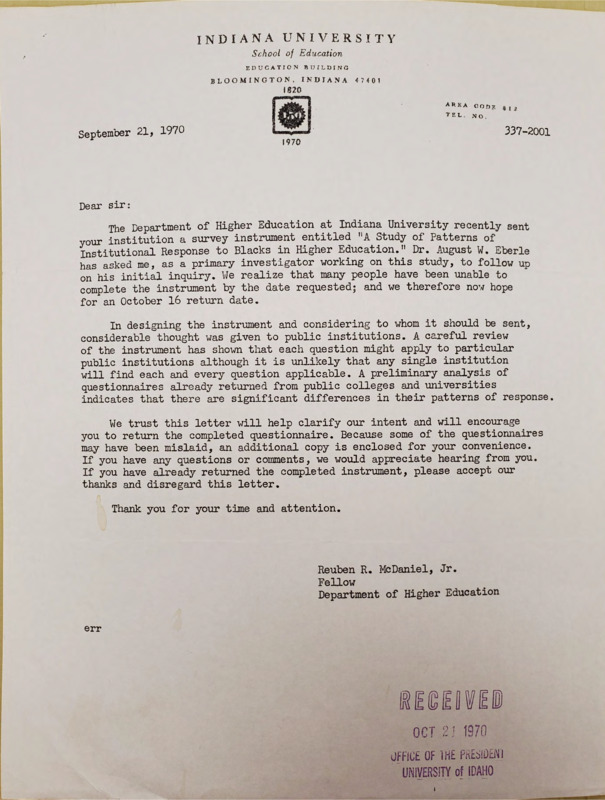 INDIANA UNIVERSITY
School of Education
EDUCATION BUILDING
BLOOMINGTON, INDIANA 47401
1820
1970
AREA CODE 812
TEL. NO.
337-2001
September 21, 1970
Dear sir:
The Department of Higher Education at Indiana University recently sent
your institution a survey instrument entitled "A Study of Patterns of
Institutional Response to Blacks in Higher Education." Dr. August W. Eberle
has asked me, as a primary investigator working on this study, to follow up
on his initial inquiry. We realize that many people have been unable to
complete the instrument by the date requested; and we therefore now hope
for an October 16 return date.
In designing the instrument and considering to whom it should be sent,
considerable thought was given to public institutions. A careful review
of the instrument has shown that each question might apply to particular
public institutions although it is unlikely that any single institution
will find each and every question applicable. A preliminary analysis of
questionnaires already returned from public colleges and universities
indicates that there are significant differences in their patterns of response.
We trust this letter will help clarify our intent and will encourage
you to return the completed questionnaire. Because some of the questionnaires
may have been mislaid, an additional copy is enclosed for your convenience.
If you have any questions or comments, we would appreciate hearing from you.
If you have already returned the completed instrument, please accept our
thanks and disregard this letter.
Thank you for your time and attention.
Reuben R. McDaniel, Jr.
Fellow
Department of Higher Education
err
RECEIVED
OCT 21 1970
OFFICE OF THE PRESIDENT
UNIVERSITY of IDAHO